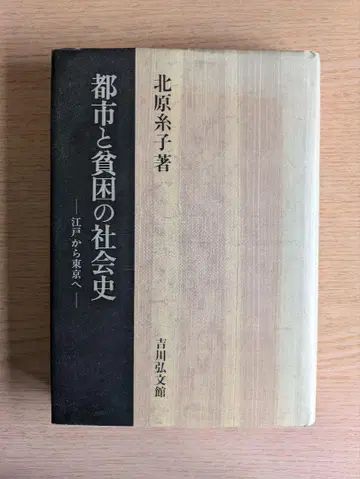 北原糸子著
都市と貧困の社会史
──江戸から東京へ──
吉川弘文館